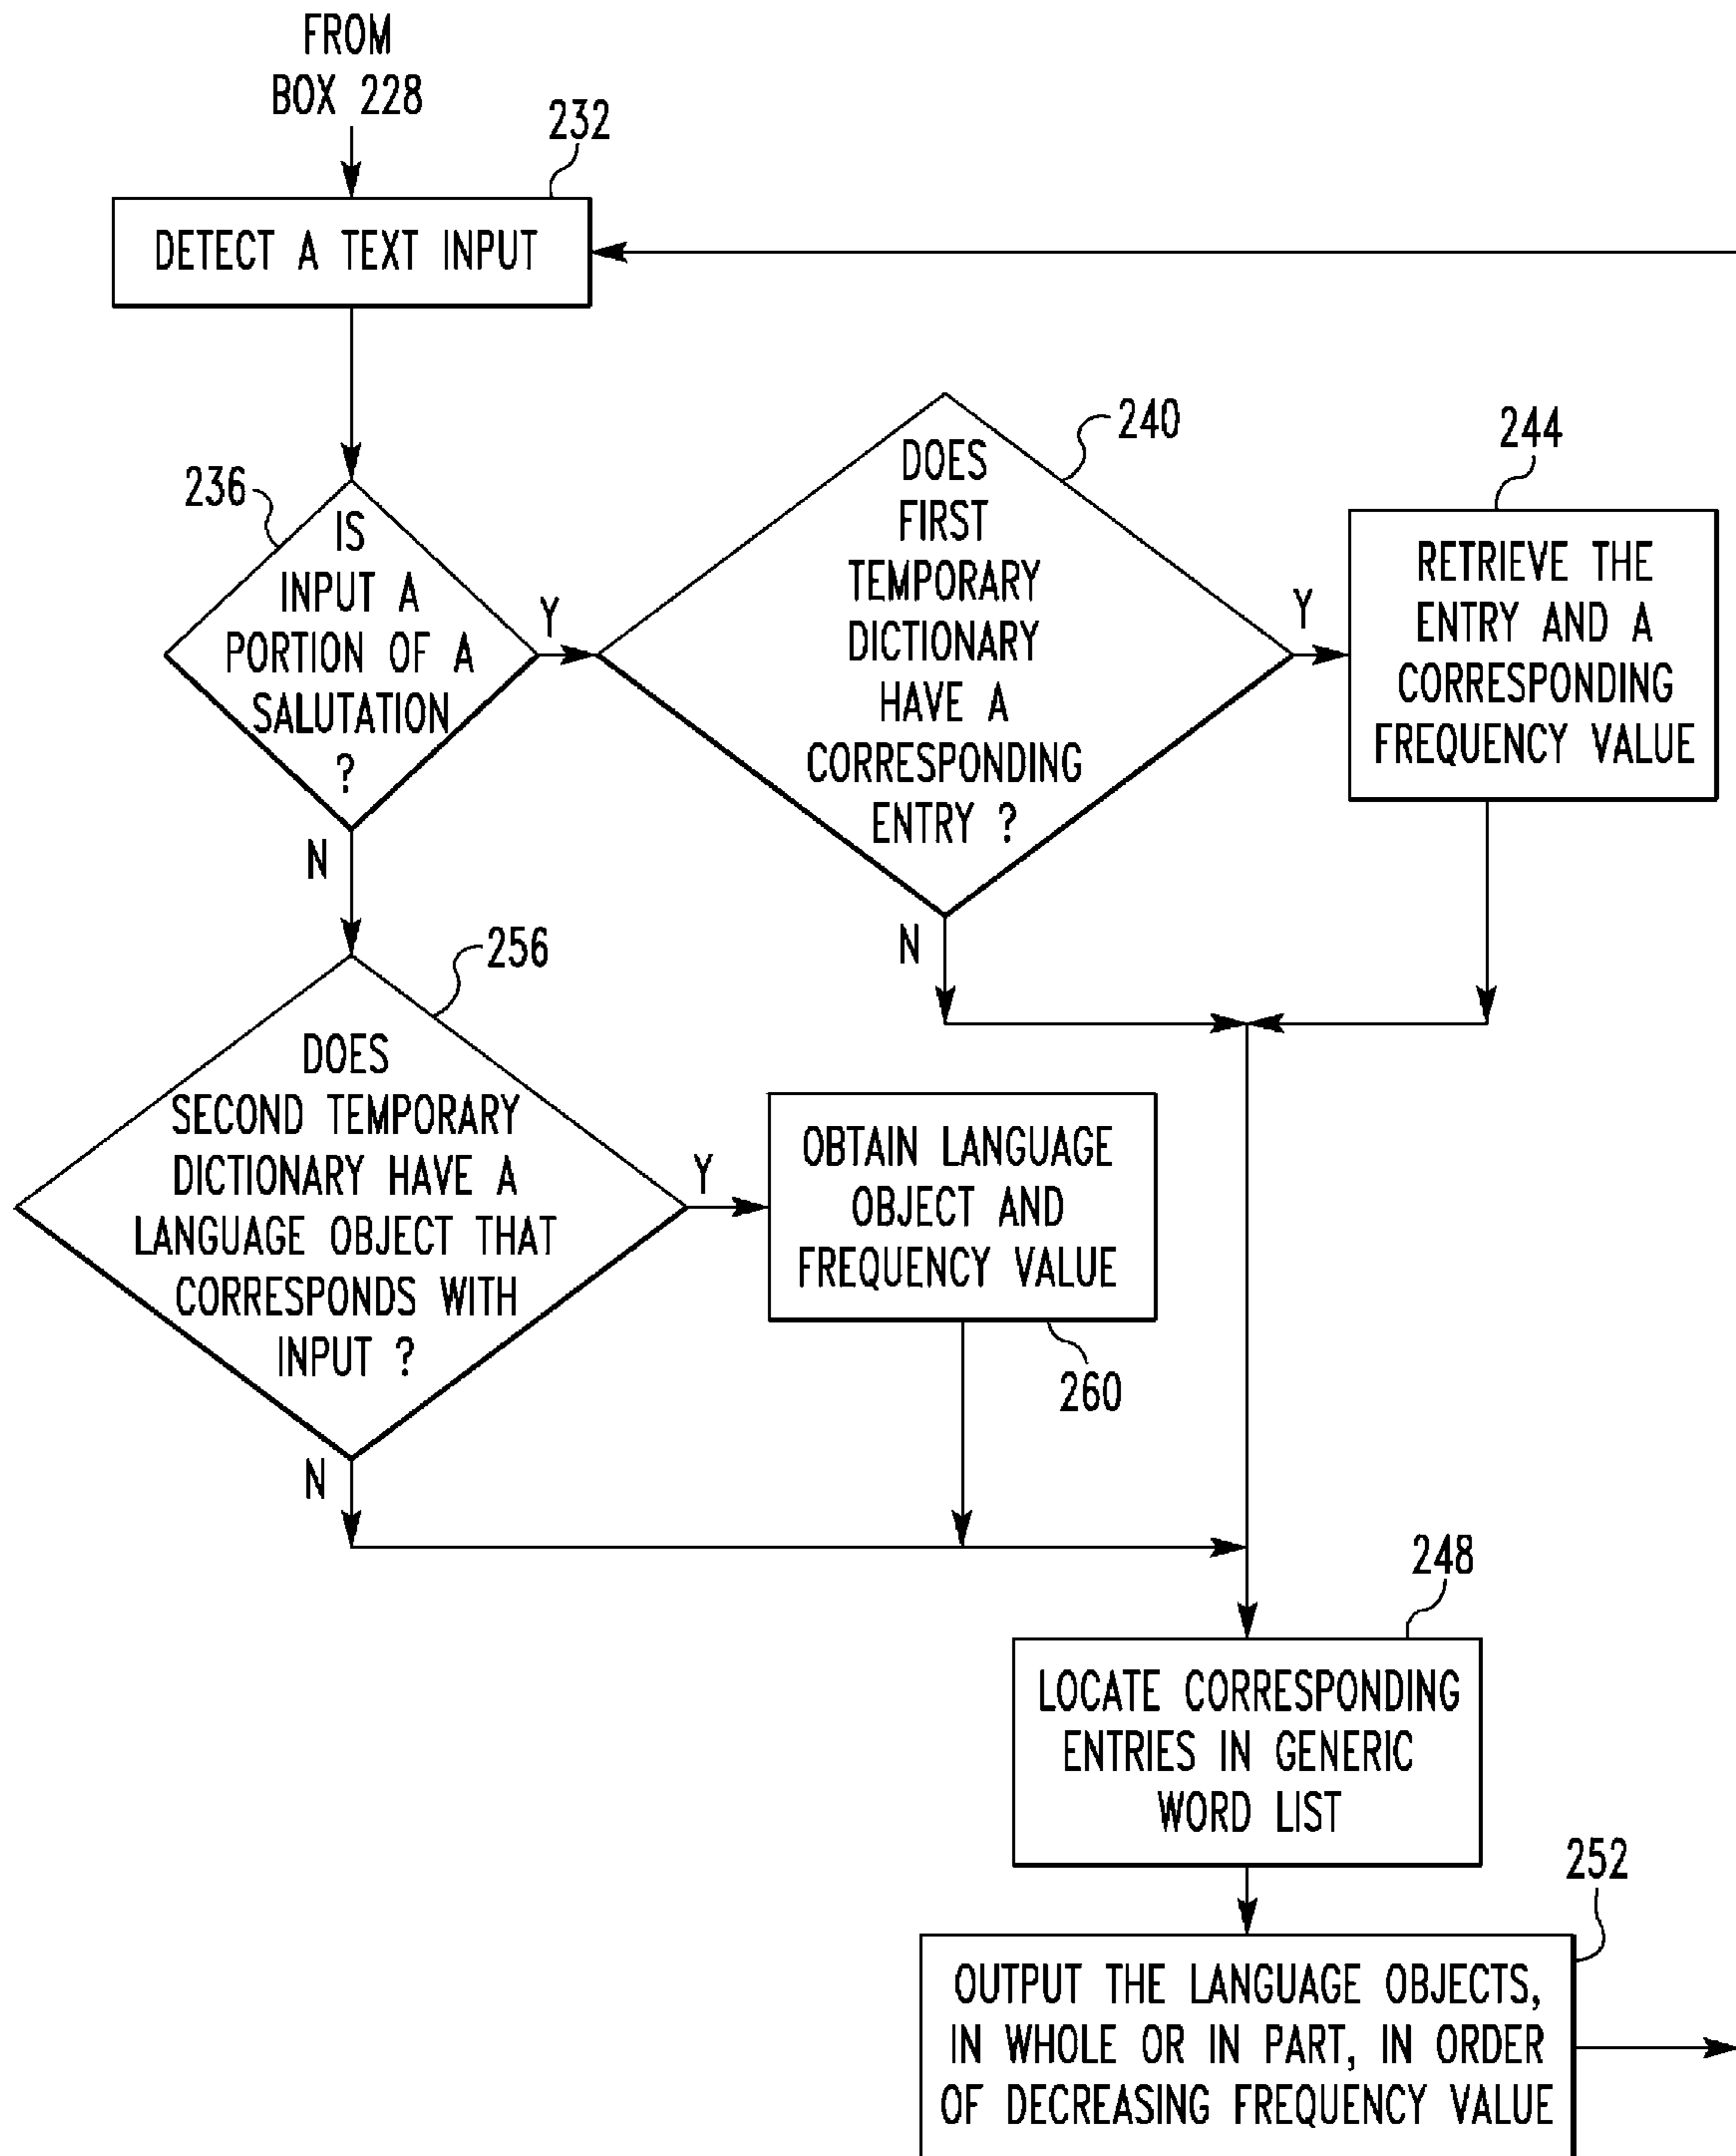 FROM
BOX 228
232
DETECT A TEXT INPUT
236
IS
INPUT A
PORTION OF A
SALUTATION
?
Y
N
240
DOES
FIRST
TEMPORARY
DICTIONARY
HAVE A
CORRESPONDING
ENTRY ?
Y
N
244
RETRIEVE THE
ENTRY AND A
CORRESPONDING
FREQUENCY VALUE
256
DOES
SECOND TEMPORARY
DICTIONARY HAVE A
LANGUAGE OBJECT THAT
CORRESPONDS WITH
INPUT ?
Y
N
OBTAIN LANGUAGE
OBJECT AND
FREQUENCY VALUE
260
248
LOCATE CORRESPONDING
ENTRIES IN GENERIC
WORD LIST
252
OUTPUT THE LANGUAGE OBJECTS,
IN WHOLE OR IN PART, IN ORDER
OF DECREASING FREQUENCY VALUE